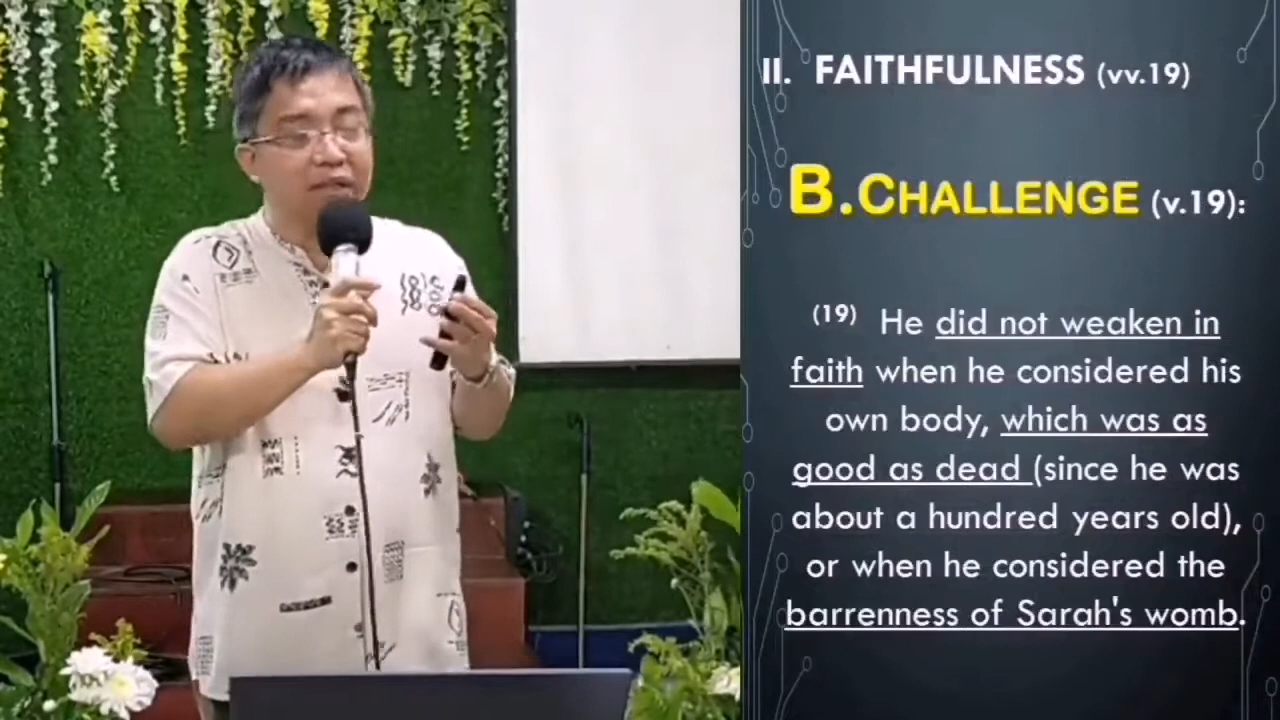 II. FAITHFULNESS (vv.19)
B.CHALLENGE (v.19):
(19) He did not weaken in
faith when he considered his
own body, which was as
good as dead (since he was
about a hundred years old),
or when he considered the
barrenness of Sarah's womb.